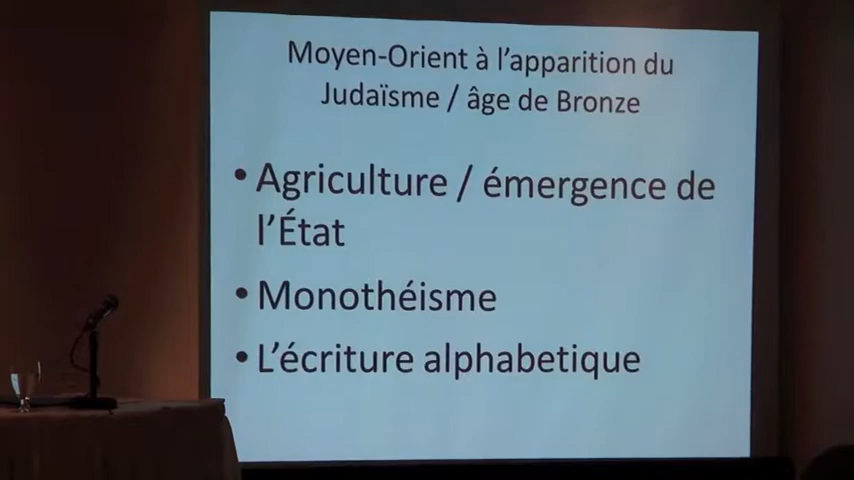 Moyen-Orient à l'apparition du
Judaïsme / âge de Bronze
• Agriculture / émergence de
l'État
• Monothéisme
• L'écriture alphabetique